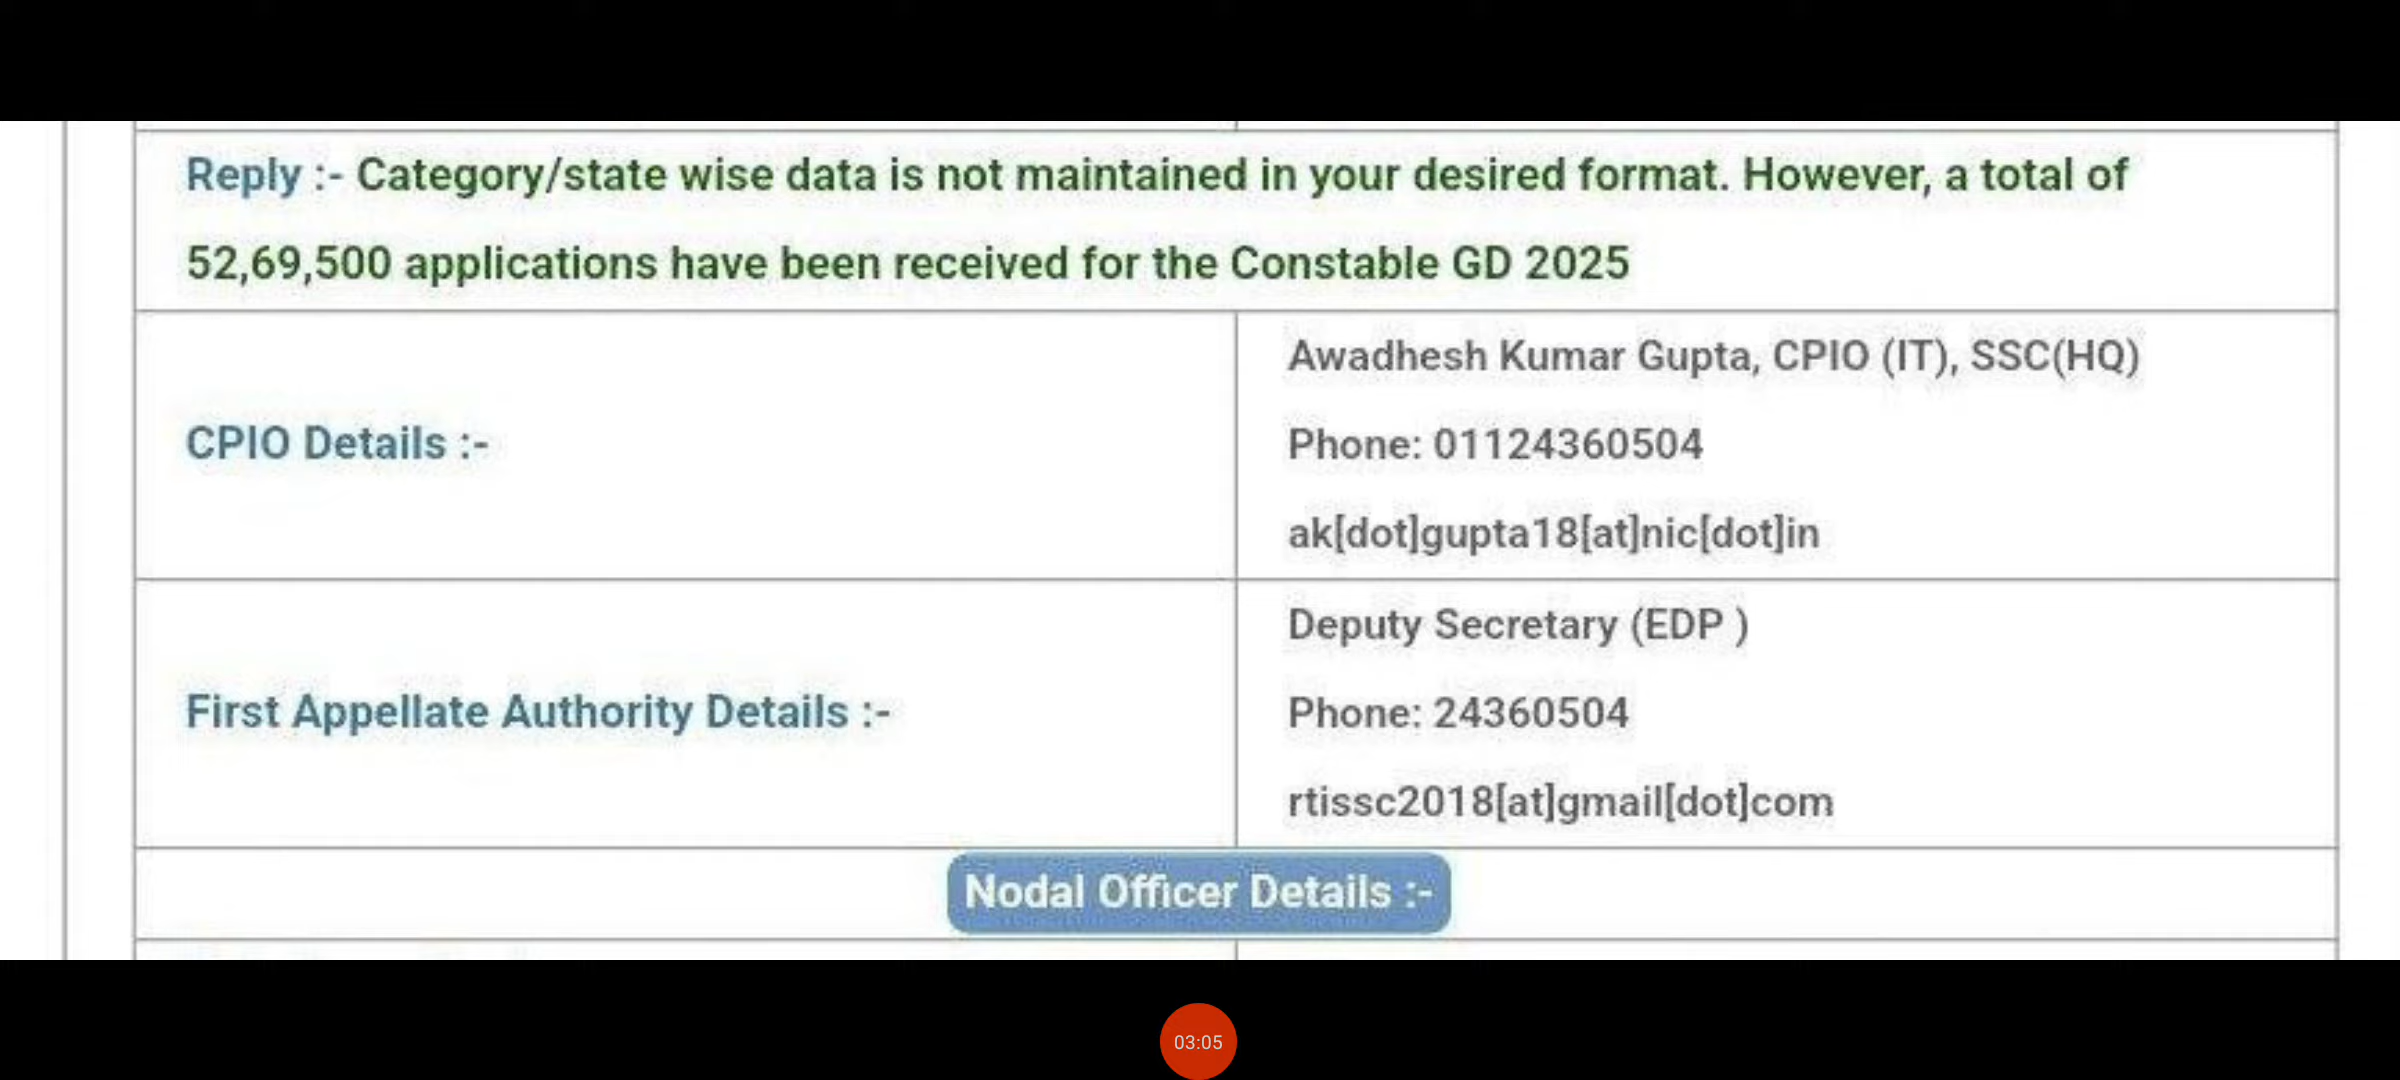 Reply :- Category/state wise data is not maintained in your desired format. However, a total of
52,69,500 applications have been received for the Constable GD 2025
CPIO Details :-
Awadhesh Kumar Gupta, CPIO (IT), SSC(HQ)
Phone: 01124360504
ak[dot]gupta18[at]nic[dot]in
First Appellate Authority Details :-
Deputy Secretary (EDP )
Phone: 24360504
rtissc2018[at]gmail[dot]com
Nodal Officer Details :-
03:05